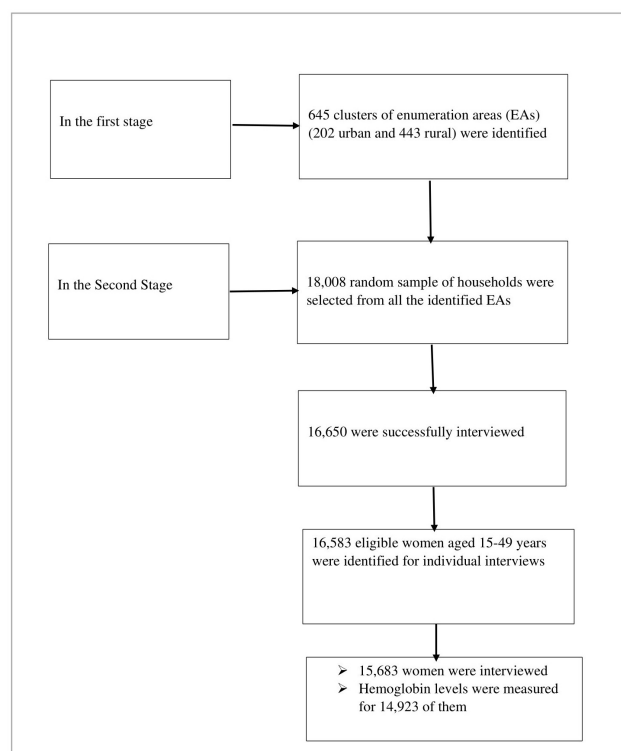 In the first stage
645 clusters of enumeration areas (EAs)
(202 urban and 443 rural) were identified
In the Second Stage
18,008 random sample of households were
selected from all the identified EAs
16,650 were successfully interviewed
16,583 eligible women aged 15-49 years
were identified for individual interviews
➢ 15,683 women were interviewed
➢ Hemoglobin levels were measured
for 14,923 of them